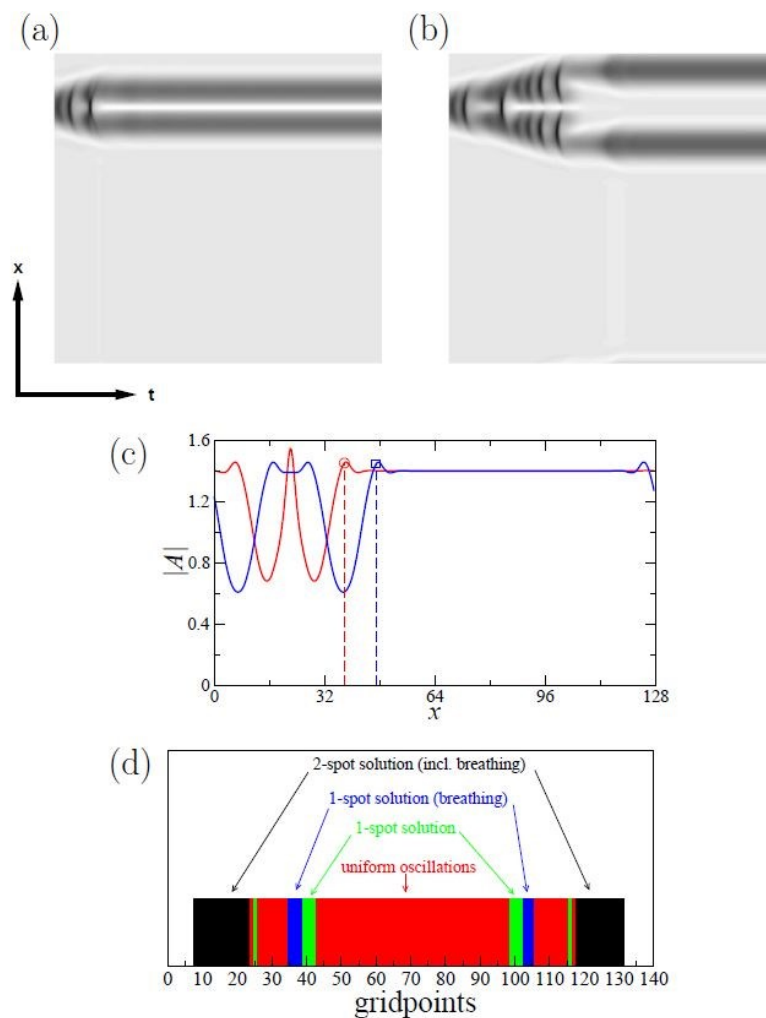 (a)
(b)
x
t
(c)
1.6
1.2
|A|
0.8
0.4
0
0 32 64 96 128
x
(d)
2-spot solution (incl. breathing)
1-spot solution (breathing)
1-spot solution
uniform oscillations
0 10 20 30 40 50 60 70 80 90 100 110 120 130 140
gridpoints